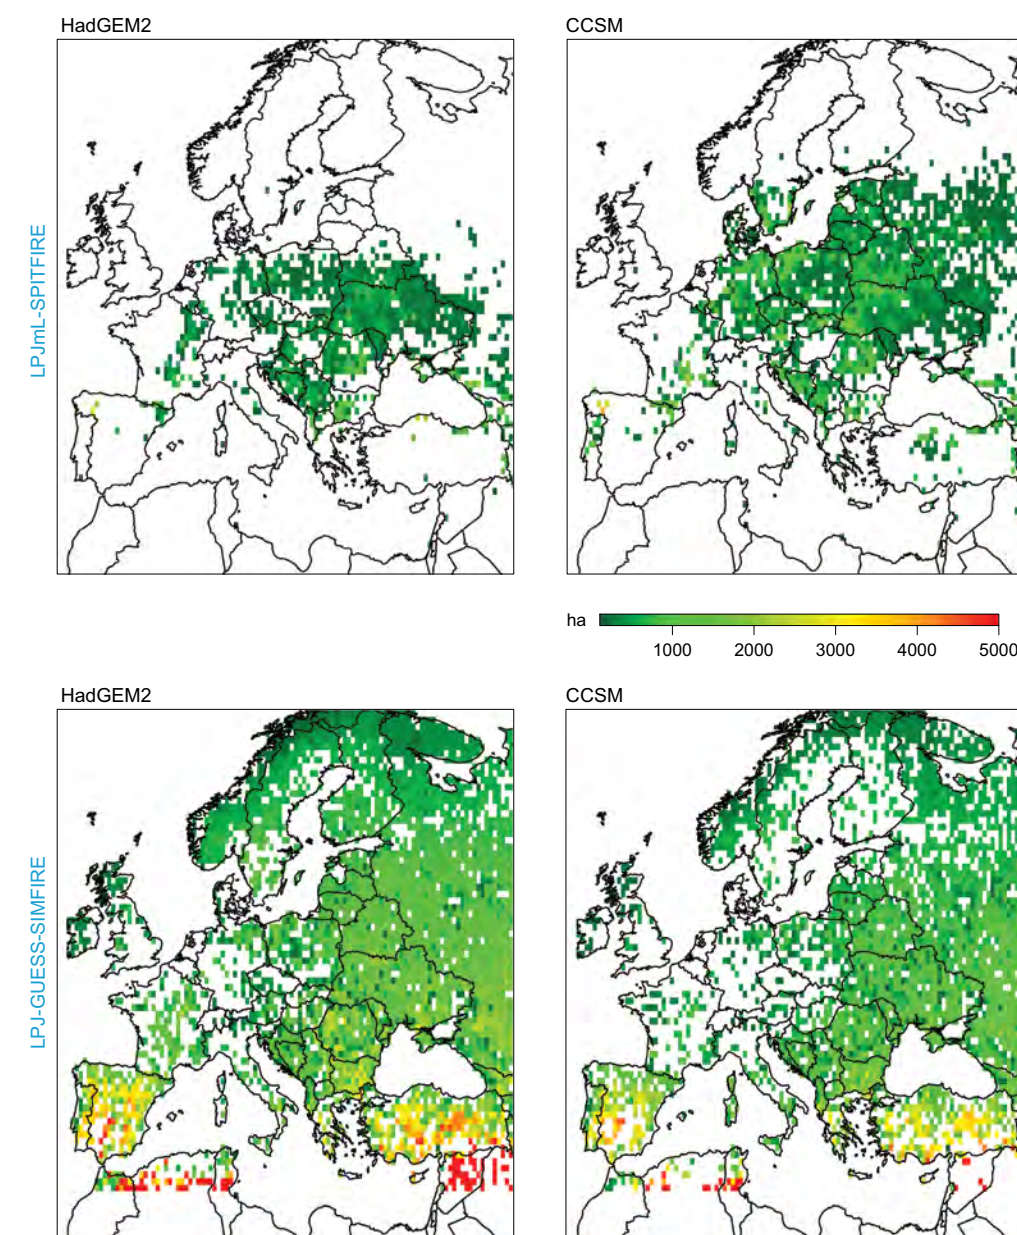 HadGEM2
CCSM
LPJmL-SPITFIRE
ha
1000 2000 3000 4000 5000
HadGEM2
CCSM
LPJ-GUESS-SIMFIRE